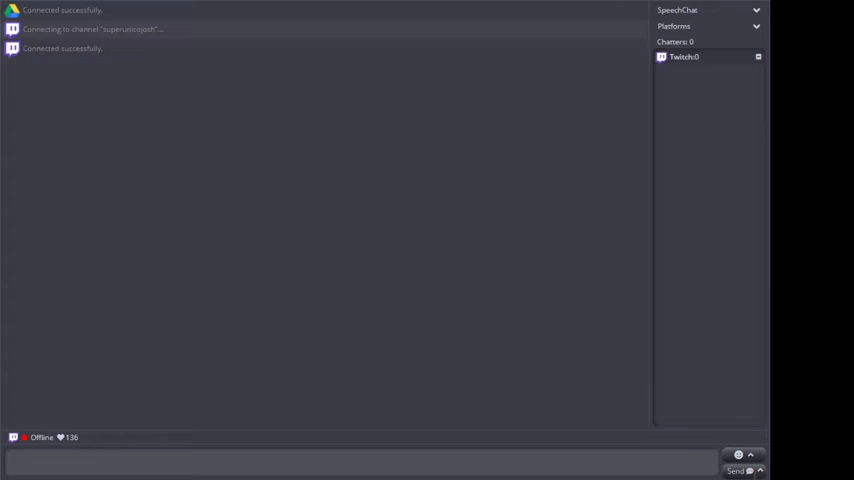 Connected successfully.
Connecting to channel "superunicojosh"...
Connected successfully.
SpeechChat
Platforms
Chatters: 0
Twitch:0
Offline 136
Send